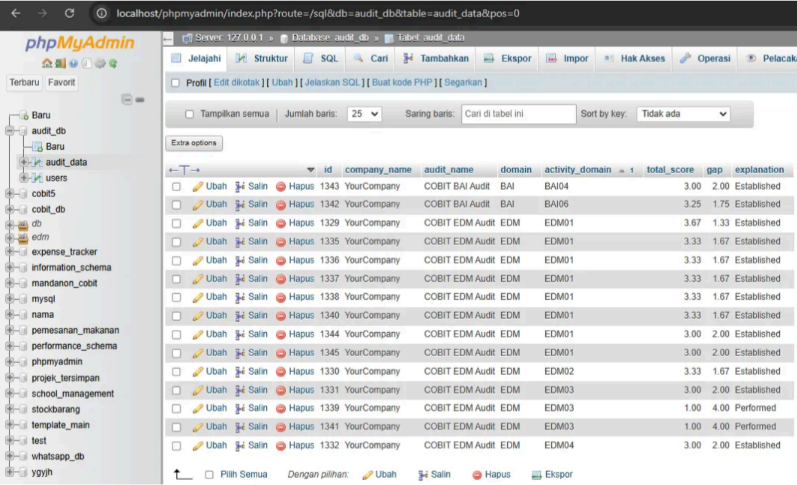 localhost/phpmyadmin/index.php?route=/sql&db=audit_db&table=audit_data&pos=0
phpMyAdmin
Terbaru Favorit
Baru
audit_db
Baru
audit_data
users
cobit5
cobit_db
db
edm
expense_tracker
information_schema
mandanon_cobit
mysql
nama
pemesanan_makanan
performance_schema
phpmyadmin
projek_tersimpan
school_management
stockbarang
template_main
test
whatsapp_db
ygyjh
Server: 127.0.0.1 » Database: audit_db » Tabel: audit_data
Jelajahi Struktur SQL Cari Tambahkan Ekspor Impor Hak Akses Operasi Pelacak
Profil [ Edit dikotak ] [ Ubah ] [ Jelaskan SQL ] [ Buat kode PHP ] [ Segarkan ]
Tampilkan semua | Jumlah baris: 25 Saring baris: Cari di tabel ini Sort by key: Tidak ada
Extra options
←T→ id company_name audit_name domain activity_domain 1 total_score gap explanation
Ubah Salin Hapus 1343 YourCompany COBIT BAI Audit BAI BAI04 3.00 2.00 Established
Ubah Salin Hapus 1342 YourCompany COBIT BAI Audit BAI BAI06 3.25 1.75 Established
Ubah Salin Hapus 1329 YourCompany COBIT EDM Audit EDM EDM01 3.67 1.33 Established
Ubah Salin Hapus 1335 YourCompany COBIT EDM Audit EDM EDM01 3.33 1.67 Established
Ubah Salin Hapus 1336 YourCompany COBIT EDM Audit EDM EDM01 3.33 1.67 Established
Ubah Salin Hapus 1337 YourCompany COBIT EDM Audit EDM EDM01 3.33 1.67 Established
Ubah Salin Hapus 1338 YourCompany COBIT EDM Audit EDM EDM01 3.33 1.67 Established
Ubah Salin Hapus 1340 YourCompany COBIT EDM Audit EDM EDM01 3.33 1.67 Established
Ubah Salin Hapus 1344 YourCompany COBIT EDM Audit EDM EDM01 3.00 2.00 Established
Ubah Salin Hapus 1345 YourCompany COBIT EDM Audit EDM EDM01 3.00 2.00 Established
Ubah Salin Hapus 1330 YourCompany COBIT EDM Audit EDM EDM02 3.33 1.67 Established
Ubah Salin Hapus 1331 YourCompany COBIT EDM Audit EDM EDM03 3.00 2.00 Established
Ubah Salin Hapus 1339 YourCompany COBIT EDM Audit EDM EDM03 1.00 4.00 Performed
Ubah Salin Hapus 1341 YourCompany COBIT EDM Audit EDM EDM03 1.00 4.00 Performed
Ubah Salin Hapus 1332 YourCompany COBIT EDM Audit EDM EDM04 3.00 2.00 Established
Pilih Semua Dengan pilihan: Ubah Salin Hapus Ekspor